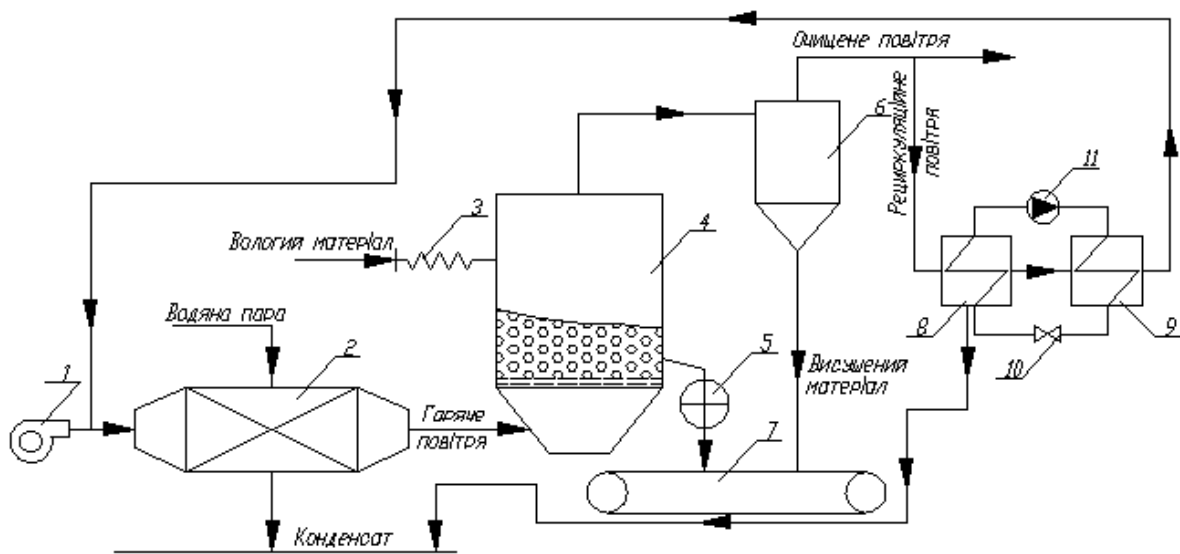 Очищене повітря
Рециркуляційне
повітря
6
11
3
4
Вологий матеріал
Водяна пара
2
5
8
9
10
1
Гаряче
повітря
Висушений
матеріал
7
Конденсат